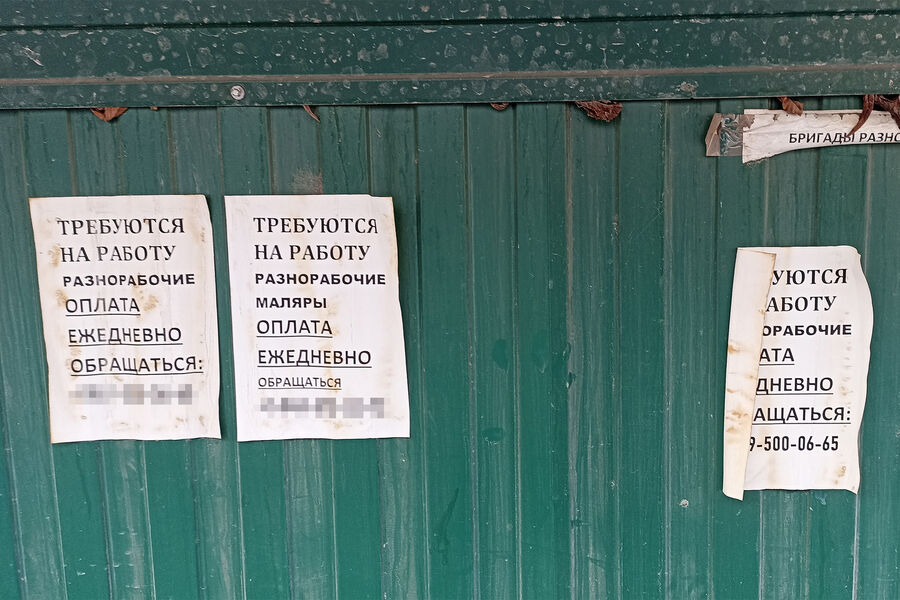 ТРЕБУЮТСЯ
НА РАБОТУ
РАЗНОРАБОЧИЕ
ОПЛАТА
ЕЖЕДНЕВНО
ОБРАЩАТЬСЯ:
ТРЕБУЮТСЯ
НА РАБОТУ
РАЗНОРАБОЧИЕ
МАЛЯРЫ
ОПЛАТА
ЕЖЕДНЕВНО
ОБРАЩАТЬСЯ
БРИГАДЫ РАЗНО
УЮТСЯ
АБОТУ
ОРАБОЧИЕ
АТА
ДНЕВНО
АЩАТЬСЯ:
9-500-06-65